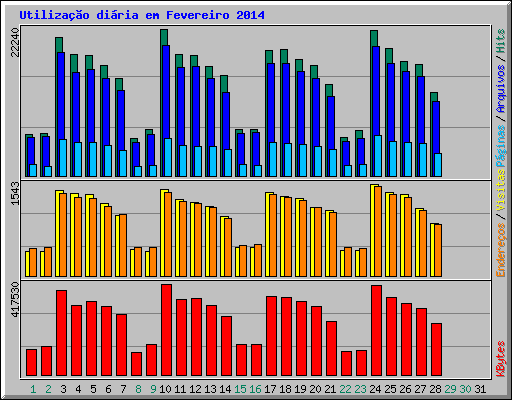 Utilização diária em Fevereiro 2014
22240
1543
417530
KBytes
Endereços / Visitas
Páginas / Arquivos / Hits
1 2 3 4 5 6 7 8 9 10 11 12 13 14 15 16 17 18 19 20 21 22 23 24 25 26 27 28 29 30 31